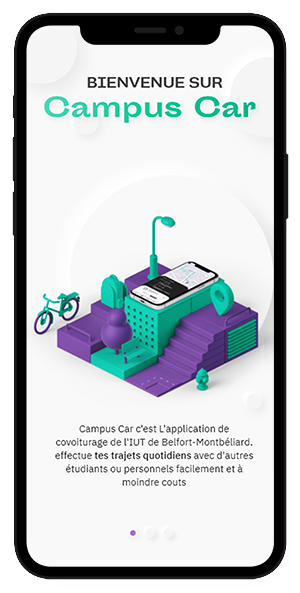 BIENVENUE SUR
Campus Car
Campus Car c'est L'application de
covoiturage de l'IUT de Belfort-Montbéliard.
effectue tes trajets quotidiens avec d'autres
étudiants ou personnels facilement et à
moindre couts